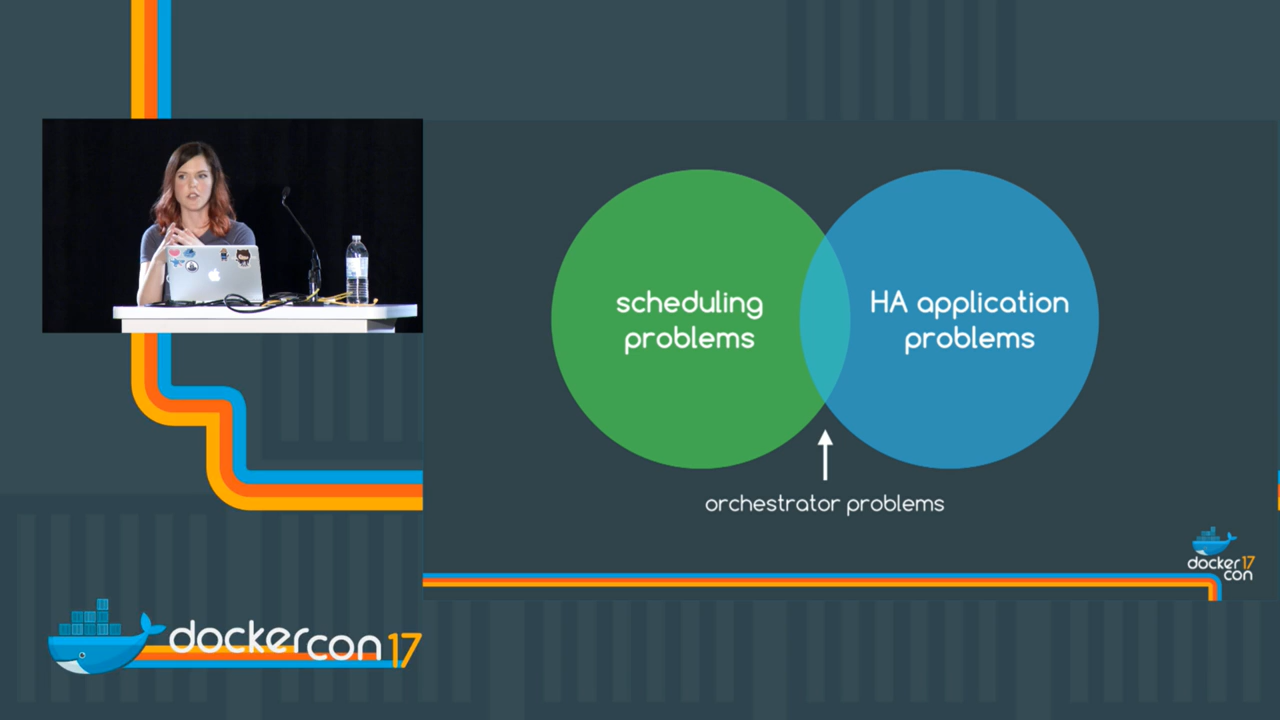 scheduling
problems
HA application
problems
orchestrator problems
docker 17
con
dockercon 17